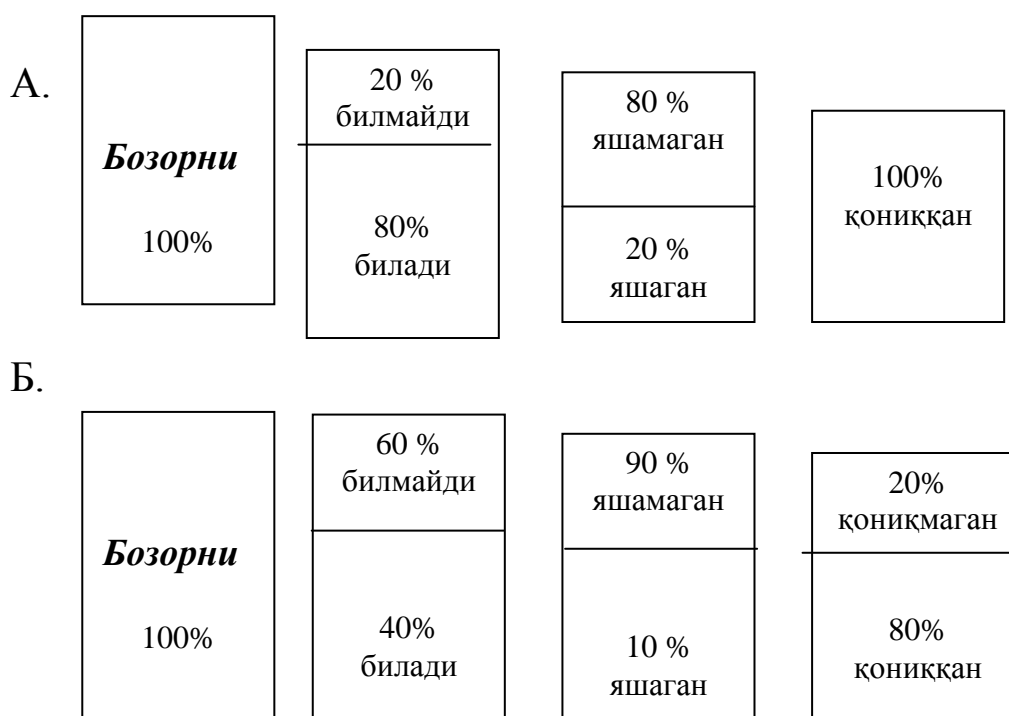 А.
Бозорни
100%
20 %
билмайди
80%
билади
80 %
яшамаган
20 %
яшаган
100%
қониққан
Б.
Бозорни
100%
60 %
билмайди
40%
билади
90 %
яшамаган
10 %
яшаган
20%
қониқмаган
80%
қониққан